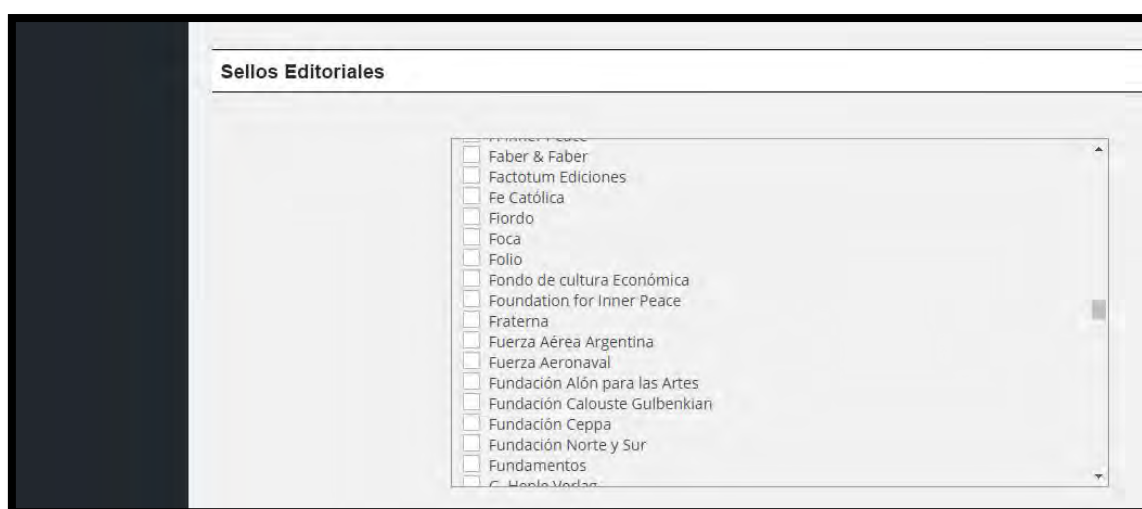 Sellos Editoriales
Faber & Faber
Factotum Ediciones
Fe Católica
Fiordo
Foca
Folio
Fondo de cultura Económica
Foundation for Inner Peace
Fraterna
Fuerza Aérea Argentina
Fuerza Aeronaval
Fundación Alón para las Artes
Fundación Calouste Gulbenkian
Fundación Ceppa
Fundación Norte y Sur
Fundamentos